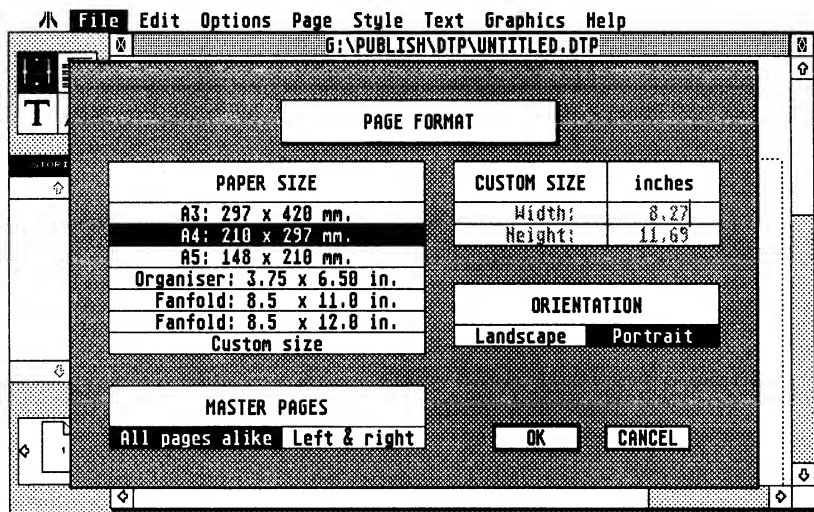 File Edit Options Page Style Text Graphics Help
G:\PUBLISH\DTP\UNTITLED.DTP
T
STORI
PAGE FORMAT
PAPER SIZE
A3: 297 x 420 mm.
A4: 210 x 297 mm.
A5: 148 x 210 mm.
Organiser: 3.75 x 6.50 in.
Fanfold: 8.5 x 11.0 in.
Fanfold: 8.5 x 12.0 in.
Custom size
CUSTOM SIZE inches
Width: 8.27
Height: 11.69
ORIENTATION
Landscape Portrait
MASTER PAGES
All pages alike Left & right
OK CANCEL
1